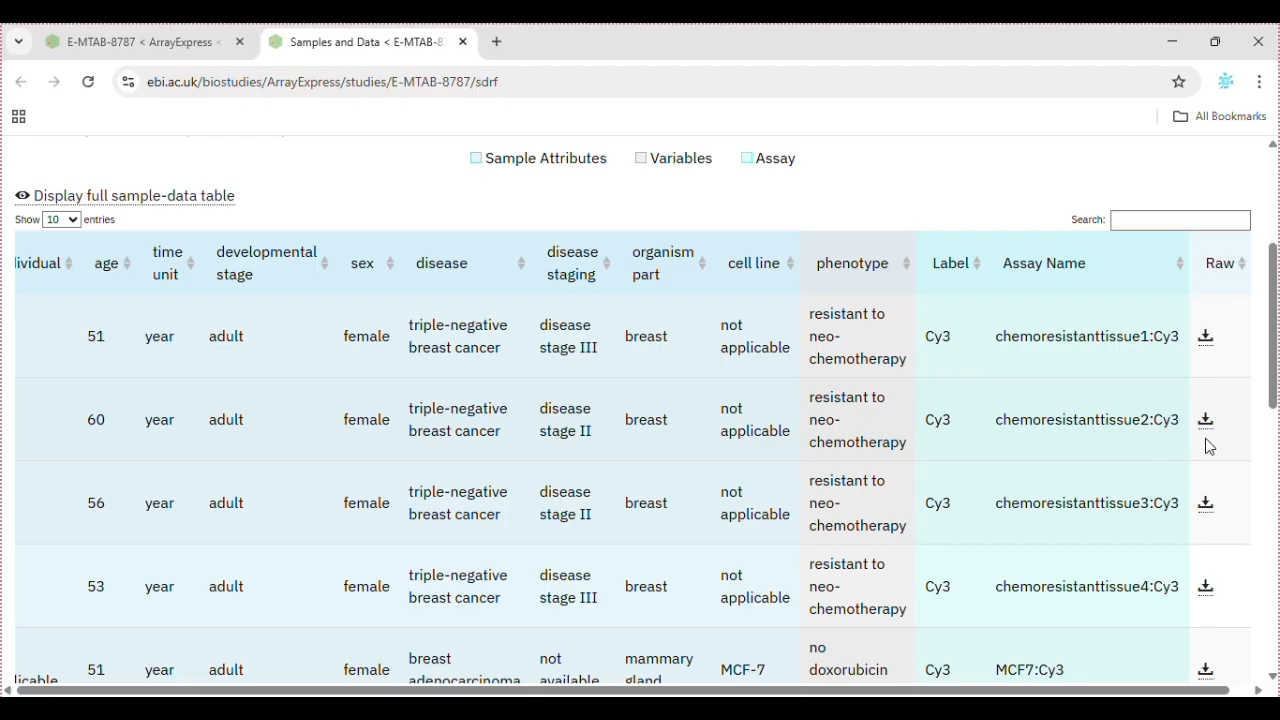 E-MTAB-8787 < ArrayExpress <
Samples and Data < E-MTAB-8
ebi.ac.uk/biostudies/ArrayExpress/studies/E-MTAB-8787/sdrf
All Bookmarks
Sample Attributes Variables Assay
Display full sample-data table
Show 10 entries Search:
dividual age time unit developmental stage sex disease disease staging organism part cell line phenotype Label Assay Name Raw
51 year adult female triple-negative breast cancer disease stage III breast not applicable resistant to neo-chemotherapy Cy3 chemoresistanttissue1:Cy3
60 year adult female triple-negative breast cancer disease stage II breast not applicable resistant to neo-chemotherapy Cy3 chemoresistanttissue2:Cy3
56 year adult female triple-negative breast cancer disease stage II breast not applicable resistant to neo-chemotherapy Cy3 chemoresistanttissue3:Cy3
53 year adult female triple-negative breast cancer disease stage III breast not applicable resistant to neo-chemotherapy Cy3 chemoresistanttissue4:Cy3
licable 51 year adult female breast adenocarcinoma not available mammary gland MCF-7 no doxorubicin Cy3 MCF7:Cy3